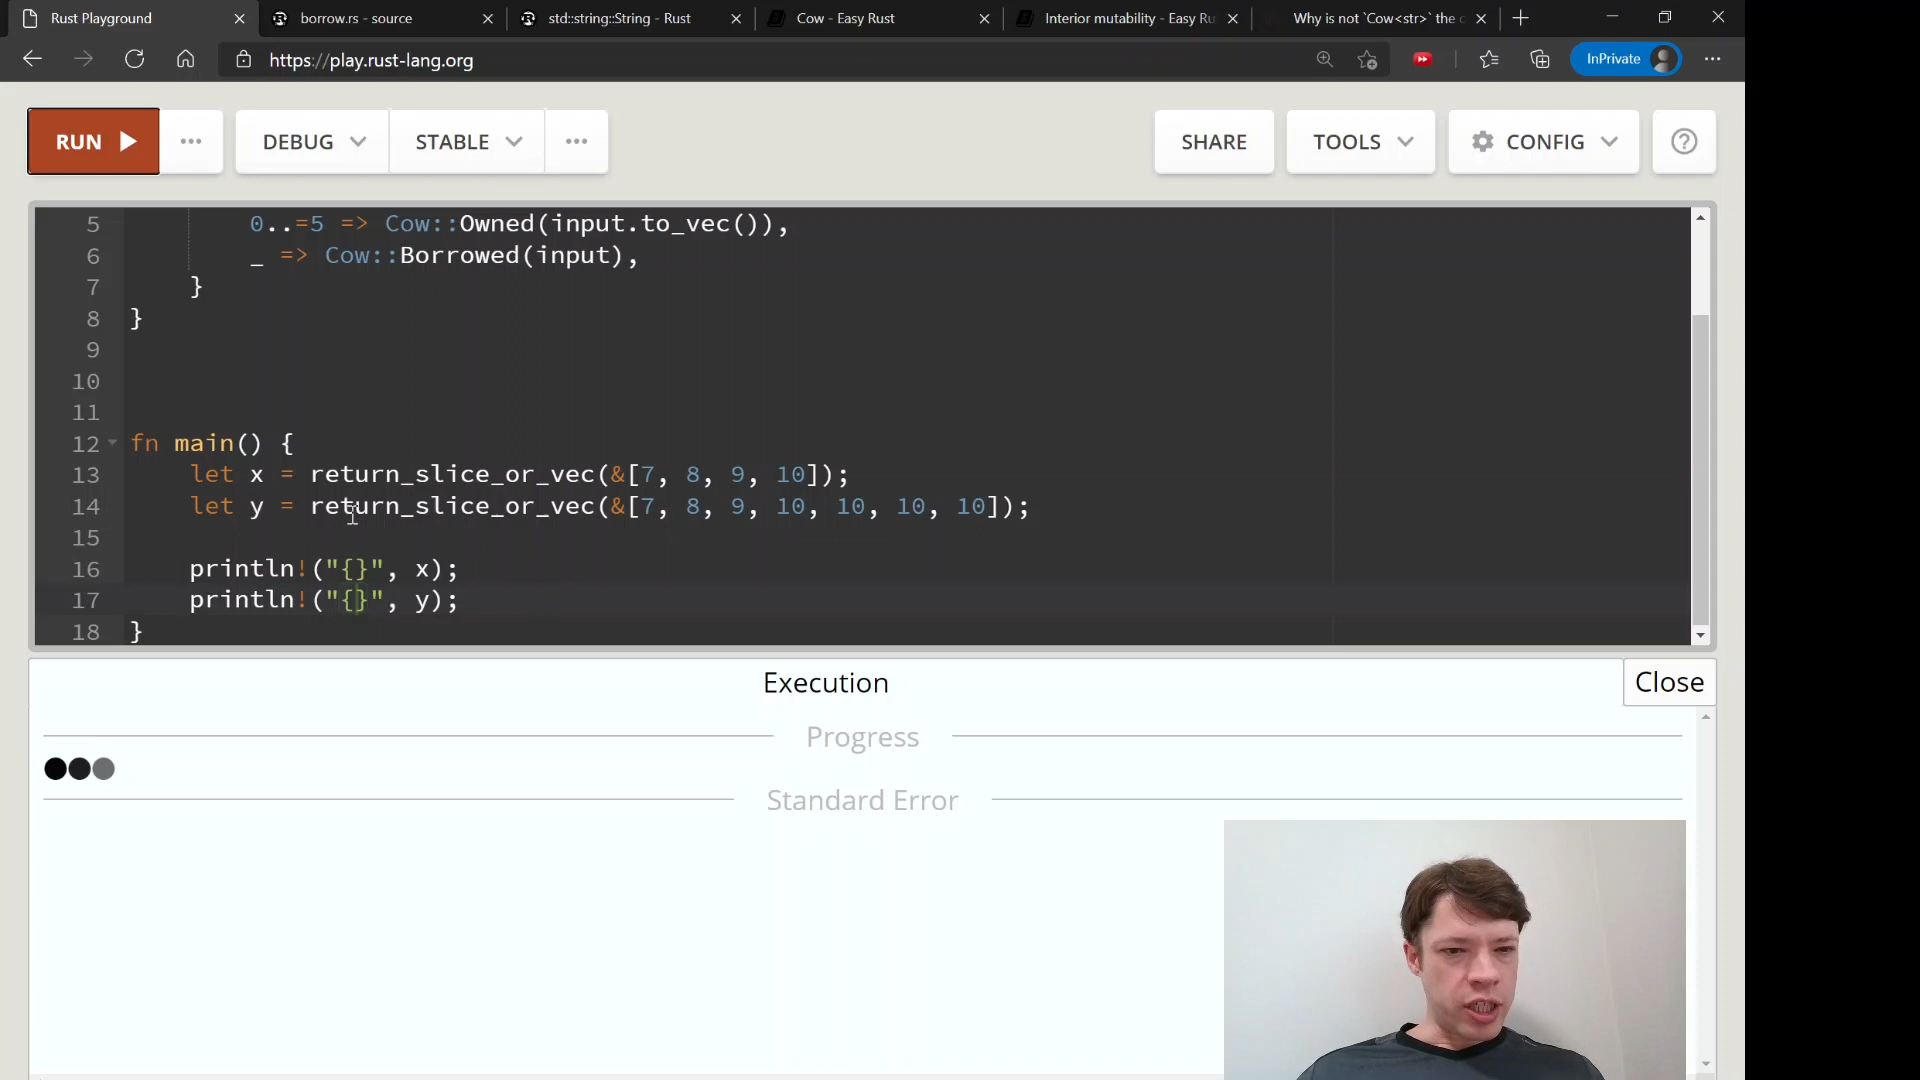 Rust Playground
borrow.rs - source
std::string::String - Rust
Cow - Easy Rust
Interior mutability - Easy Ru
Why is not `Cow<str>` the
https://play.rust-lang.org
InPrivate
RUN
DEBUG
STABLE
SHARE
TOOLS
CONFIG
5 0..=5 => Cow::Owned(input.to_vec()),
6 _ => Cow::Borrowed(input),
7 }
8 }
9
10
11
12 fn main() {
13 let x = return_slice_or_vec(&[7, 8, 9, 10]);
14 let y = return_slice_or_vec(&[7, 8, 9, 10, 10, 10, 10]);
15
16 println!("{}", x);
17 println!("{}", y);
18 }
Execution
Close
Progress
Standard Error